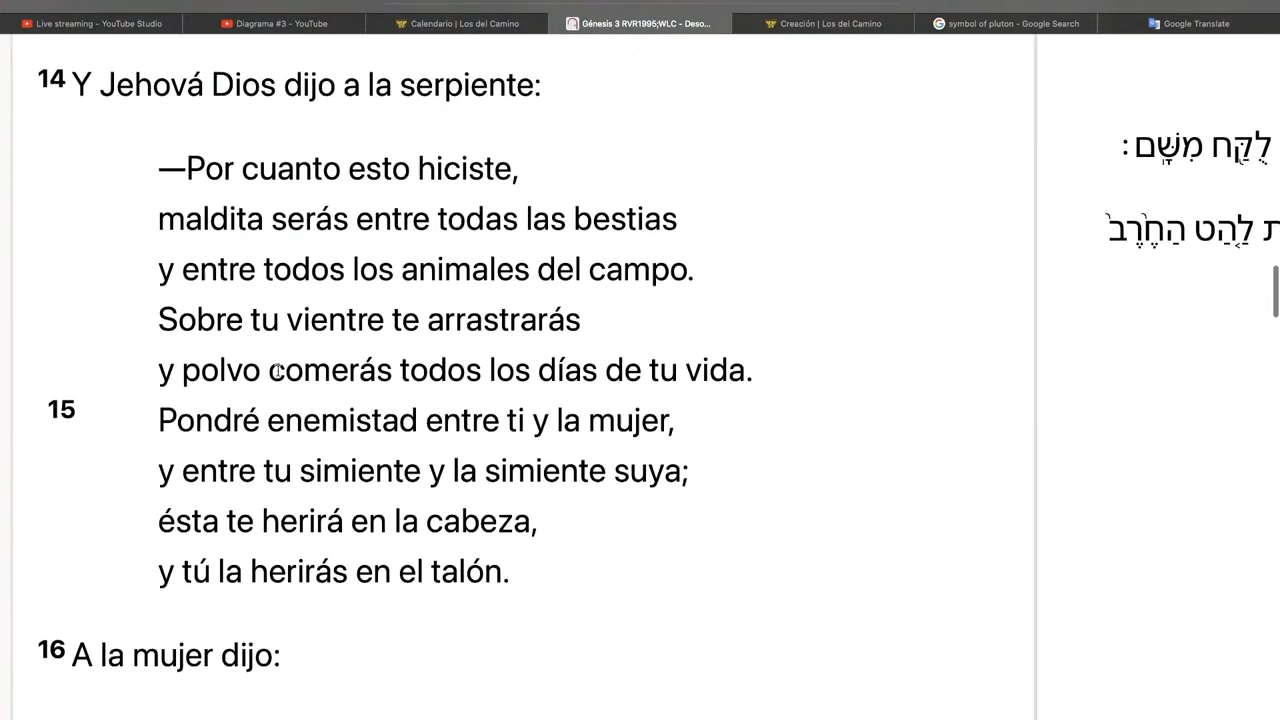 Live streaming - YouTube Studio
Diagrama #3 - YouTube
Calendario | Los del Camino
Génesis 3 RVR1995;WLC - Deso...
Creación | Los del Camino
symbol of pluton - Google Search
Google Translate
14 Y Jehová Dios dijo a la serpiente:
—Por cuanto esto hiciste,
maldita serás entre todas las bestias
y entre todos los animales del campo.
Sobre tu vientre te arrastrarás
y polvo comerás todos los días de tu vida.
15 Pondré enemistad entre ti y la mujer,
y entre tu simiente y la simiente suya;
ésta te herirá en la cabeza,
y tú la herirás en el talón.
16 A la mujer dijo:
לֻקַּ֖ח מִשָּֽׁם׃
ת לַ֤הַט הַחֶ֙רֶב֙